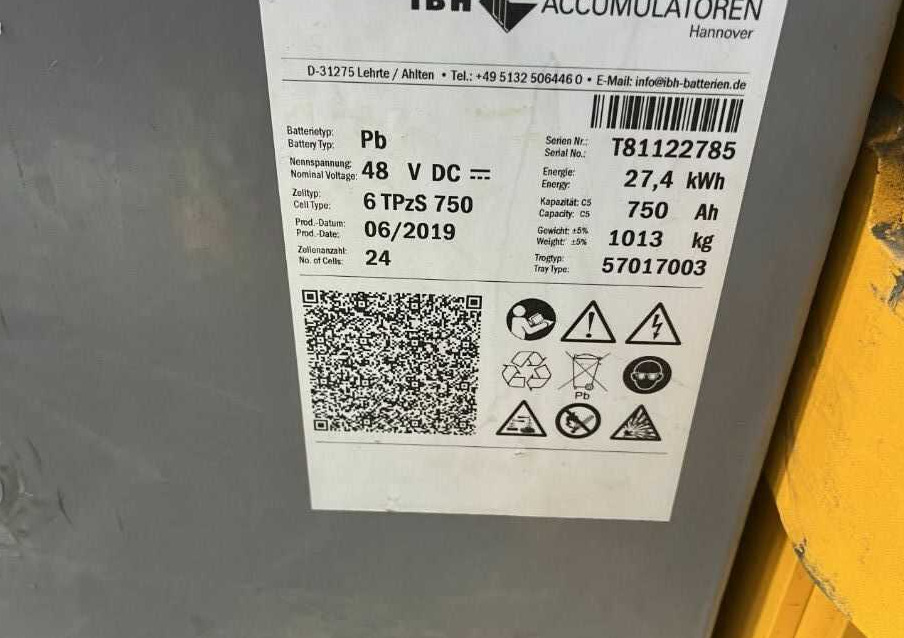 IBH ACCUMULATOREN
Hannover
D-31275 Lehrte / Ahlten • Tel.: +49 5132 506446 0 • E-Mail: info@ibh-batterien.de
Batterietyp:
Battery Typ: Pb
Nennspannung:
Nominal Voltage: 48 V DC
Zelltyp:
Cell Type: 6 TPzS 750
Prod.-Datum:
Prod.-Date: 06/2019
Zellenanzahl:
No. of Cells: 24
Serien Nr.:
Serial No.: T81122785
Energie:
Energy: 27,4 kWh
Kapazität: C5
Capacity: C5 750 Ah
Gewicht: ±5%
Weight: ±5% 1013 kg
Trogtyp:
Tray Type: 57017003
Pb